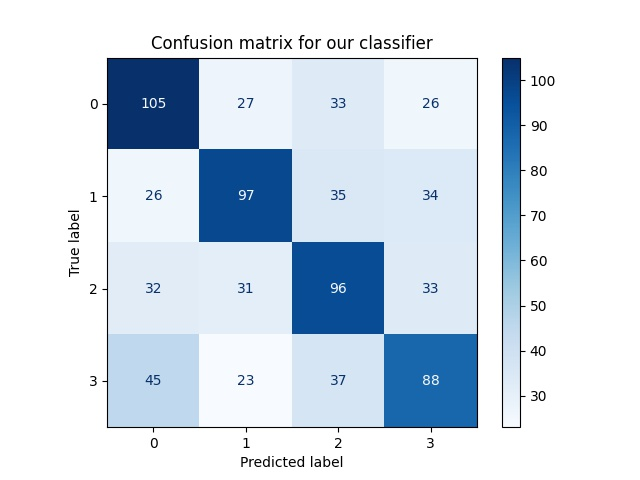 Confusion matrix for our classifier
0 105 27 33 26
1 26 97 35 34
2 32 31 96 33
3 45 23 37 88
0 1 2 3
Predicted label
True label
100
90
80
70
60
50
40
30